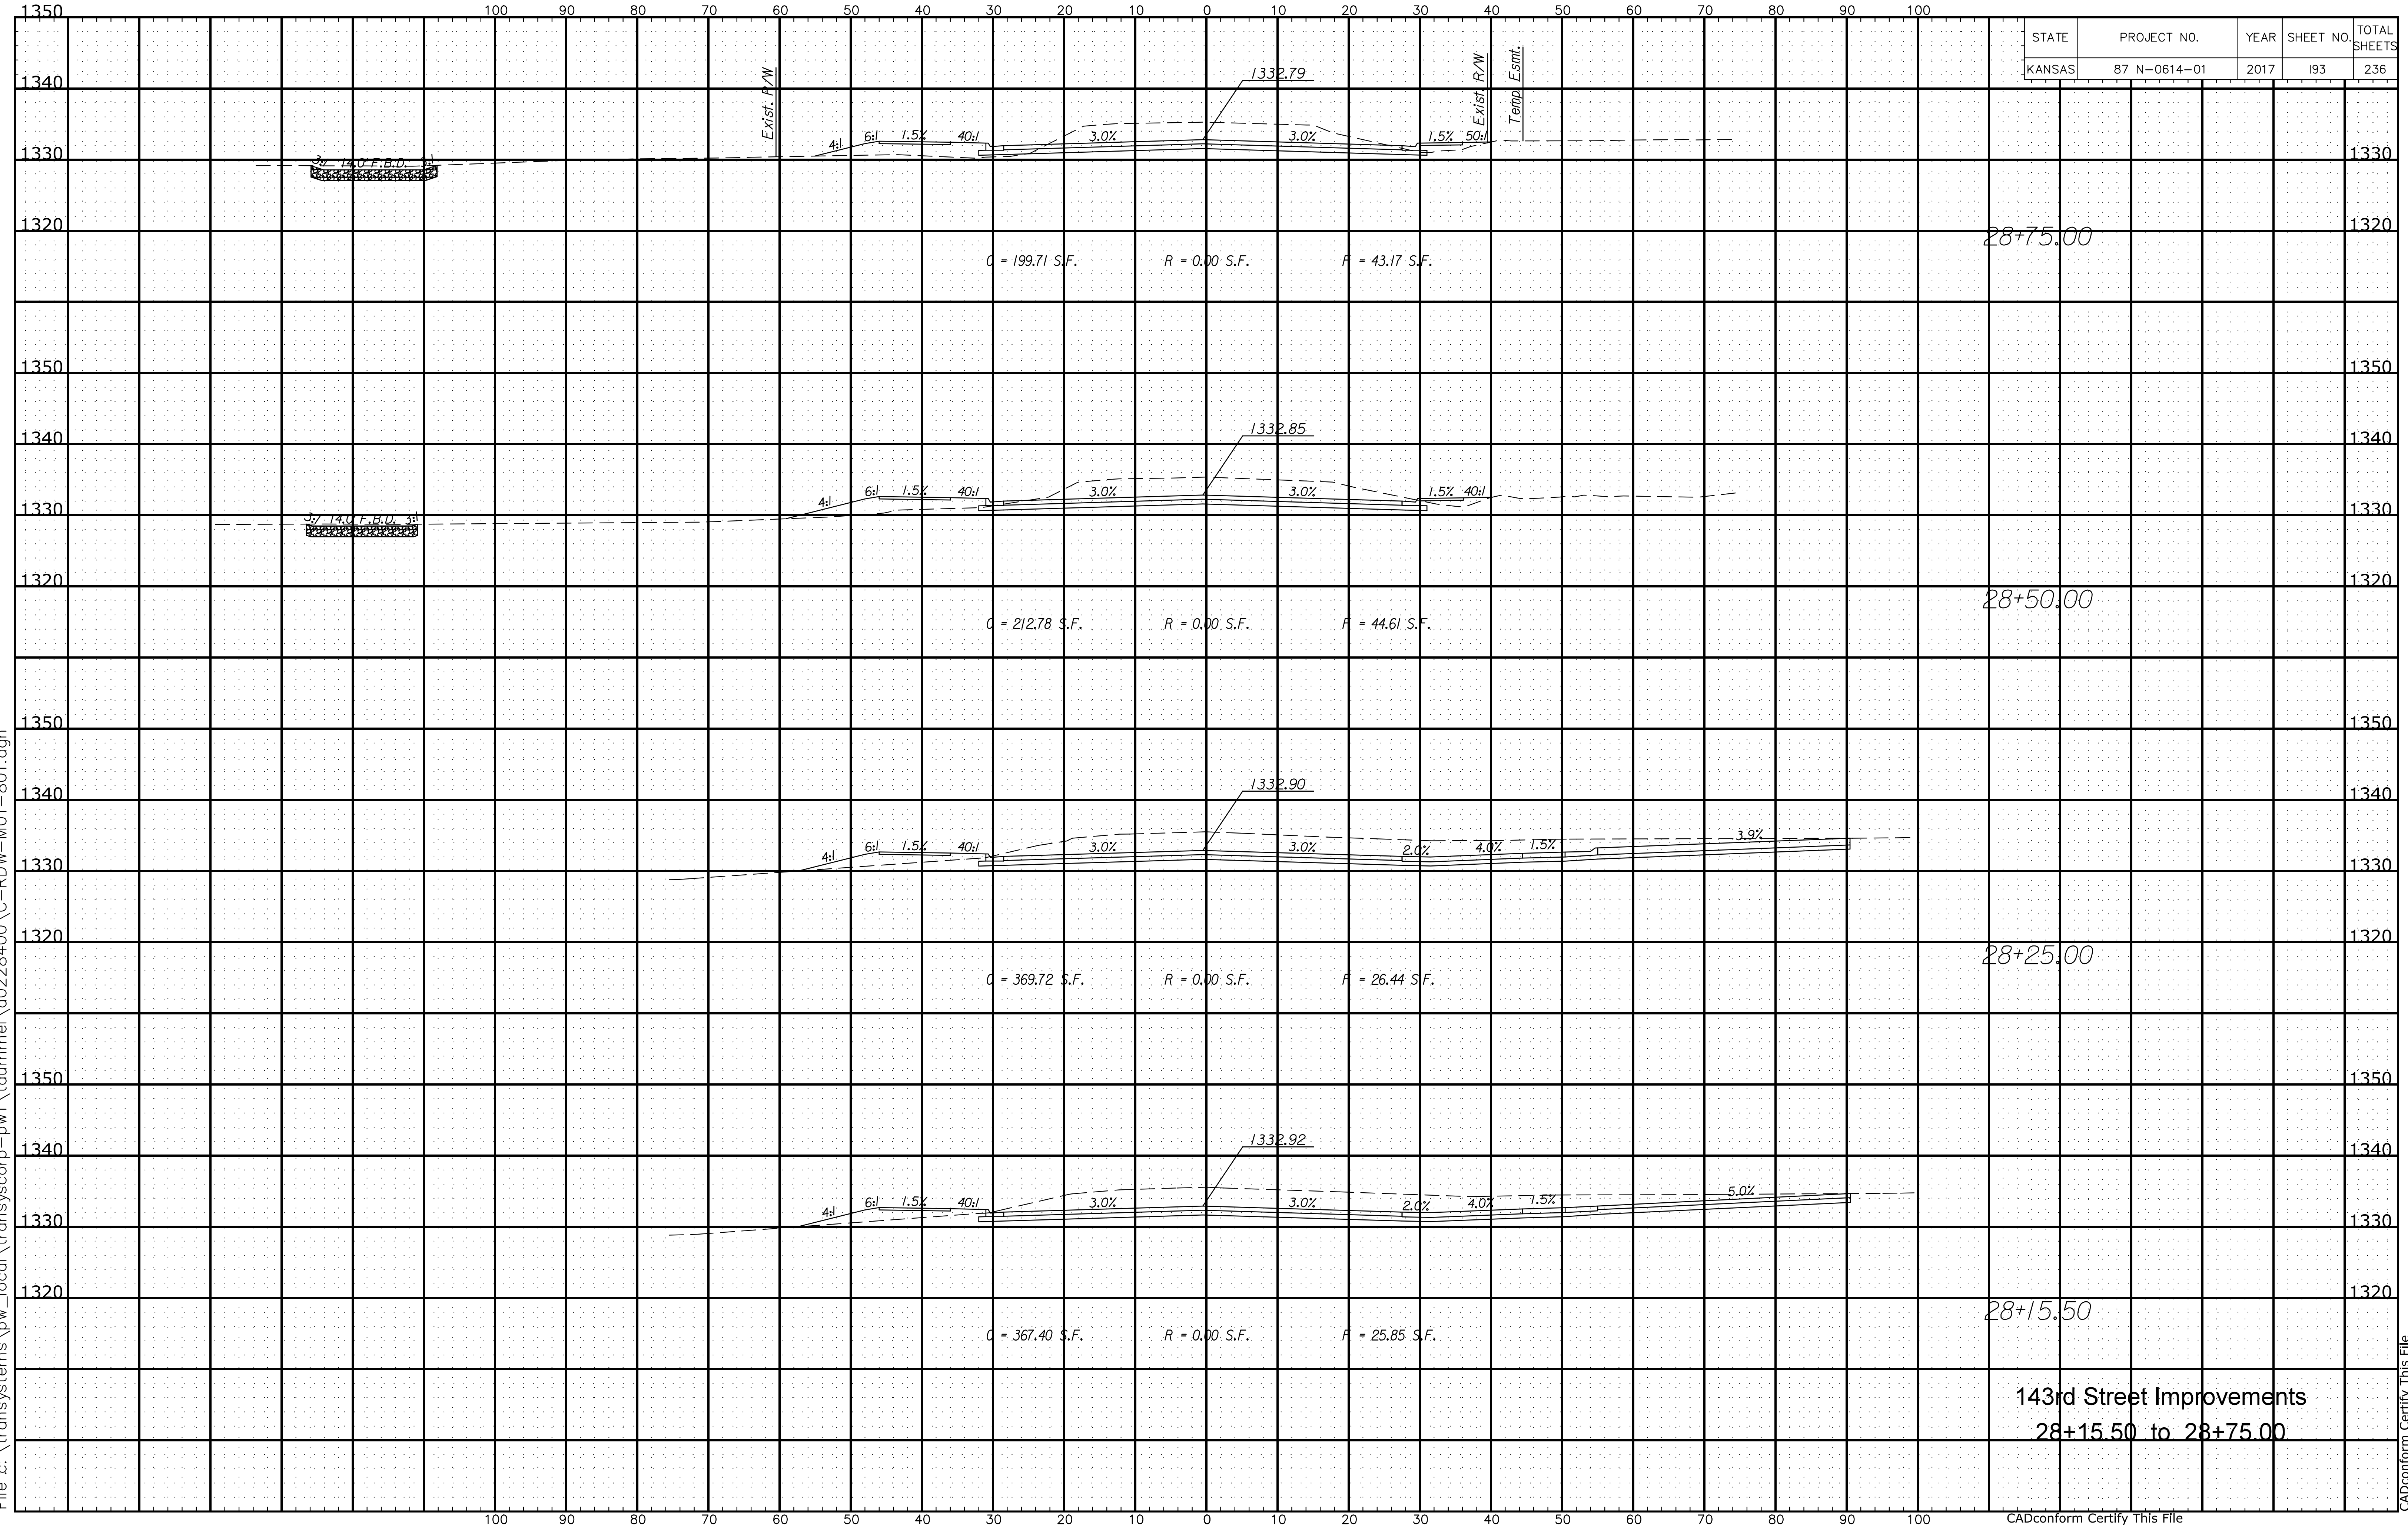 100 90 80 70 60 50 40 30 20 10 0 10 20 30 40 50 60 70 80 90 100
STATE PROJECT NO. YEAR SHEET NO. TOTAL SHEETS
KANSAS 87 N-0614-01 2017 193 236
1350
1340 1332.79
Exist. R/W Exist. R/W Temp. Esmt.
4:1 6:1 1.5% 40:1 3.0% 3.0% 1.5% 50:1
3:1 14.0' F.B.D. 3:1
1330 1330
1320 1320
28+75.00
C = 199.71 S.F. R = 0.00 S.F. F = 43.17 S.F.
1350 1350
1340 1332.85 1340
4:1 6:1 1.5% 40:1 3.0% 3.0% 1.5% 40:1
3:1 14.0' F.B.D. 3:1
1330 1330
1320 1320
28+50.00
C = 212.78 S.F. R = 0.00 S.F. F = 44.61 S.F.
1350 1350
1340 1332.90 1340
4:1 6:1 1.5% 40:1 3.0% 3.0% 2.0% 4.0% 1.5% 3.9%
1330 1330
1320 1320
28+25.00
C = 369.72 S.F. R = 0.00 S.F. F = 26.44 S.F.
1350 1350
1340 1332.92 1340
4:1 6:1 1.5% 40:1 3.0% 3.0% 2.0% 4.0% 1.5% 5.0%
1330 1330
1320 1320
28+15.50
C = 367.40 S.F. R = 0.00 S.F. F = 25.85 S.F.
143rd Street Improvements
28+15.50 to 28+75.00
100 90 80 70 60 50 40 30 20 10 0 10 20 30 40 50 60 70 80 90 100
CADconform Certify This File
CADconform Certify This File